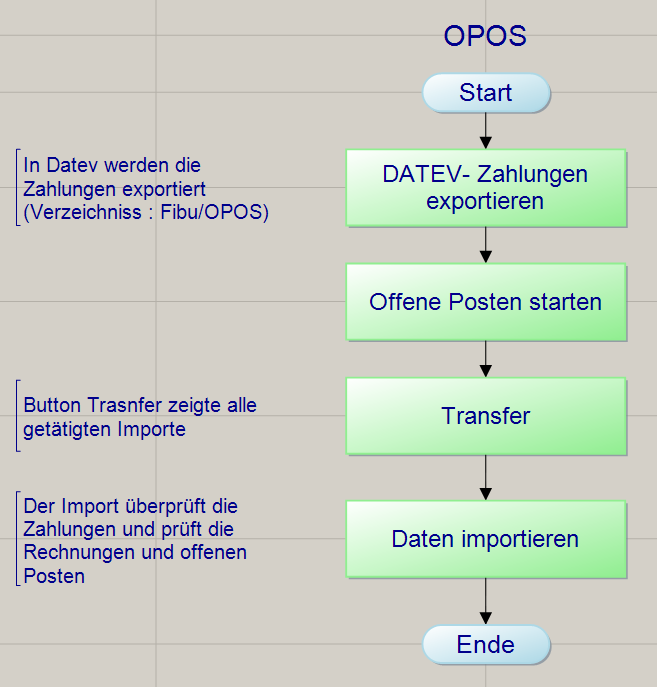 OPOS
Start
In Datev werden die
Zahlungen exportiert
(Verzeichniss : Fibu/OPOS)
DATEV- Zahlungen
exportieren
Offene Posten starten
Button Trasnfer zeigte alle
getätigten Importe
Transfer
Der Import überprüft die
Zahlungen und prüft die
Rechnungen und offenen
Posten
Daten importieren
Ende